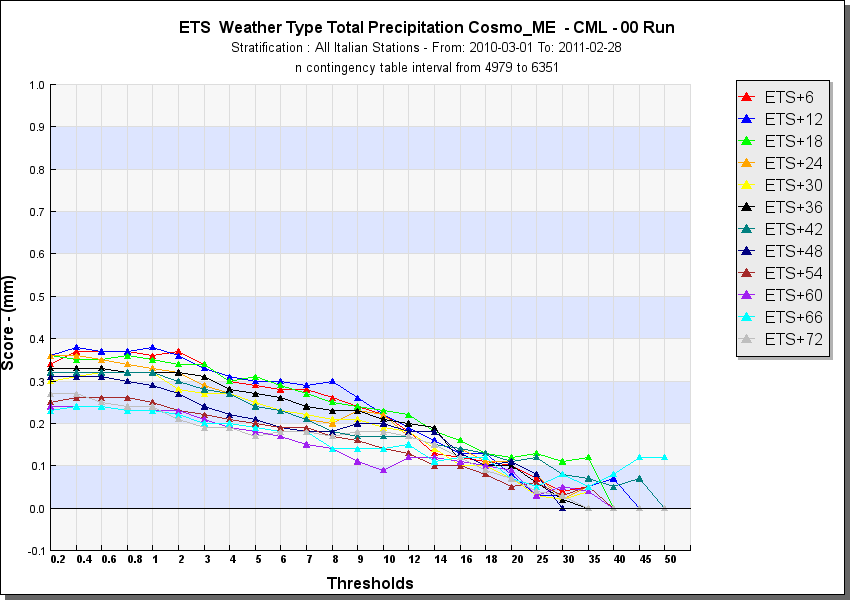 ETS Weather Type Total Precipitation Cosmo_ME - CML - 00 Run
Stratification : All Italian Stations - From: 2010-03-01 To: 2011-02-28
n contingency table interval from 4979 to 6351
1.0
0.9
0.8
0.7
0.6
0.5
0.4
0.3
0.2
0.1
0.0
-0.1
Score - (mm)
0.2 0.4 0.6 0.8 1 2 3 4 5 6 7 8 9 10 12 14 16 18 20 25 30 35 40 45 50
Thresholds
ETS+6
ETS+12
ETS+18
ETS+24
ETS+30
ETS+36
ETS+42
ETS+48
ETS+54
ETS+60
ETS+66
ETS+72